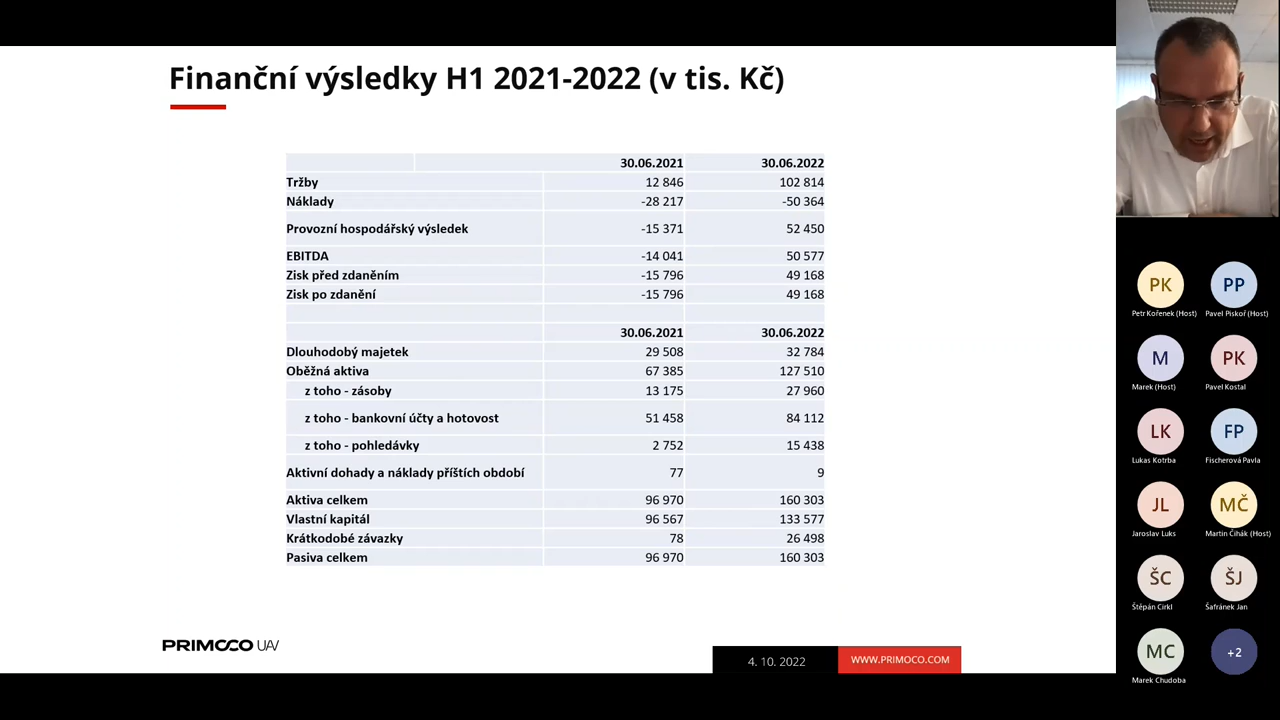 Finanční výsledky H1 2021-2022 (v tis. Kč)
30.06.2021 30.06.2022
Tržby 12 846 102 814
Náklady -28 217 -50 364
Provozní hospodářský výsledek -15 371 52 450
EBITDA -14 041 50 577
Zisk před zdaněním -15 796 49 168
Zisk po zdanění -15 796 49 168
30.06.2021 30.06.2022
Dlouhodobý majetek 29 508 32 784
Oběžná aktiva 67 385 127 510
z toho - zásoby 13 175 27 960
z toho - bankovní účty a hotovost 51 458 84 112
z toho - pohledávky 2 752 15 438
Aktivní dohady a náklady příštích období 77 9
Aktiva celkem 96 970 160 303
Vlastní kapitál 96 567 133 577
Krátkodobé závazky 78 26 498
Pasiva celkem 96 970 160 303
PRIMOCO UAV
4. 10. 2022 WWW.PRIMOCO.COM
PK PP
Petr Kořenek (Host) Pavel Piskoř (Host)
M PK
Marek (Host) Pavel Kostal
LK FP
Lukas Kotrba Fischerová Pavla
JL MČ
Jaroslav Luks Martin Čihák (Host)
ŠC ŠJ
Štěpán Cirkl Šafránek Jan
MC +2
Marek Chudoba